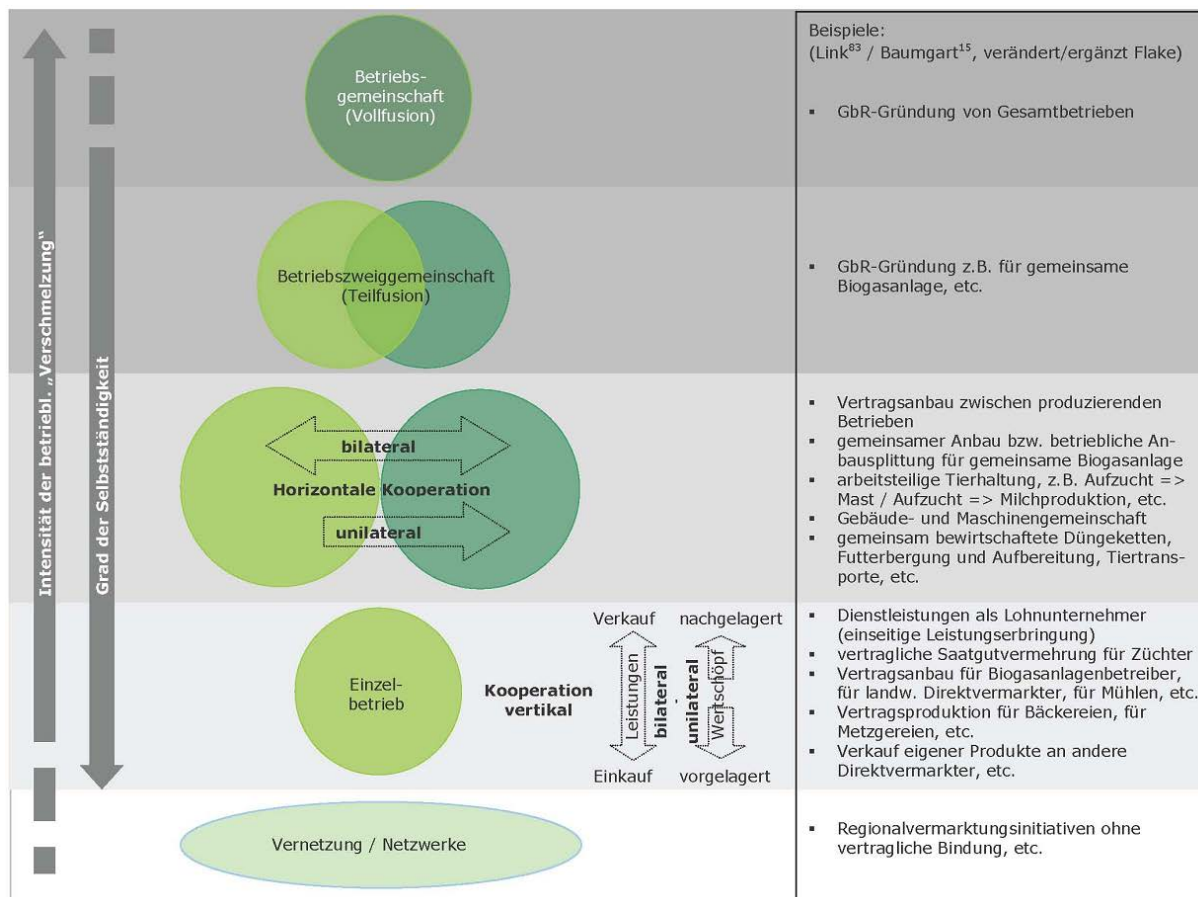 Intensität der betriebl. „Verschmelzung“
Grad der Selbstständigkeit
Betriebs-
gemeinschaft
(Vollfusion)
Betriebszweiggemeinschaft
(Teilfusion)
bilateral
Horizontale Kooperation
unilateral
Einzel-
betrieb
Kooperation
vertikal
Verkauf
nachgelagert
Leistungen
bilateral
-
unilateral
Wertschöpf
Einkauf
vorgelagert
Vernetzung / Netzwerke
Beispiele:
(Link83 / Baumgart15, verändert/ergänzt Flake)
▪ GbR-Gründung von Gesamtbetrieben
▪ GbR-Gründung z.B. für gemeinsame
Biogasanlage, etc.
▪ Vertragsanbau zwischen produzierenden
Betrieben
▪ gemeinsamer Anbau bzw. betriebliche An-
bausplittung für gemeinsame Biogasanlage
▪ arbeitsteilige Tierhaltung, z.B. Aufzucht =>
Mast / Aufzucht => Milchproduktion, etc.
▪ Gebäude- und Maschinengemeinschaft
▪ gemeinsam bewirtschaftete Düngeketten,
Futterbergung und Aufbereitung, Tiertrans-
porte, etc.
▪ Dienstleistungen als Lohnunternehmer
(einseitige Leistungserbringung)
▪ vertragliche Saatgutvermehrung für Züchter
▪ Vertragsanbau für Biogasanlagenbetreiber,
für landw. Direktvermarkter, für Mühlen, etc.
▪ Vertragsproduktion für Bäckereien, für
Metzgereien, etc.
▪ Verkauf eigener Produkte an andere
Direktvermarkter, etc.
▪ Regionalvermarktungsinitiativen ohne
vertragliche Bindung, etc.